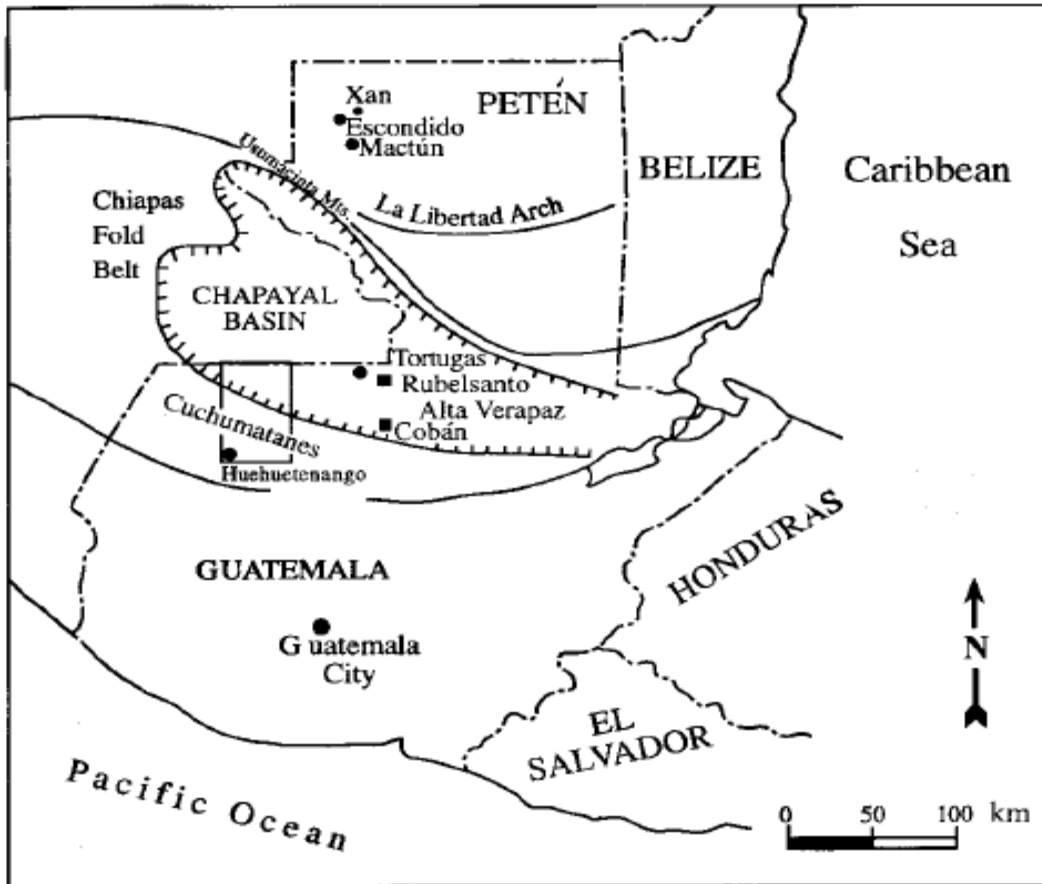 Xan
PETÉN
Escondido
Mactún
BELIZE
Caribbean
Sea
Usumacinta Mts.
La Libertad Arch
Chiapas
Fold
Belt
CHAPAYAL
BASIN
Tortugas
Rubelsanto
Alta Verapaz
Cobán
Cuchumatanes
Huehuetenango
GUATEMALA
HONDURAS
G uatemala
City
N
EL
SALVADOR
Pacific Ocean
0 50 100 km